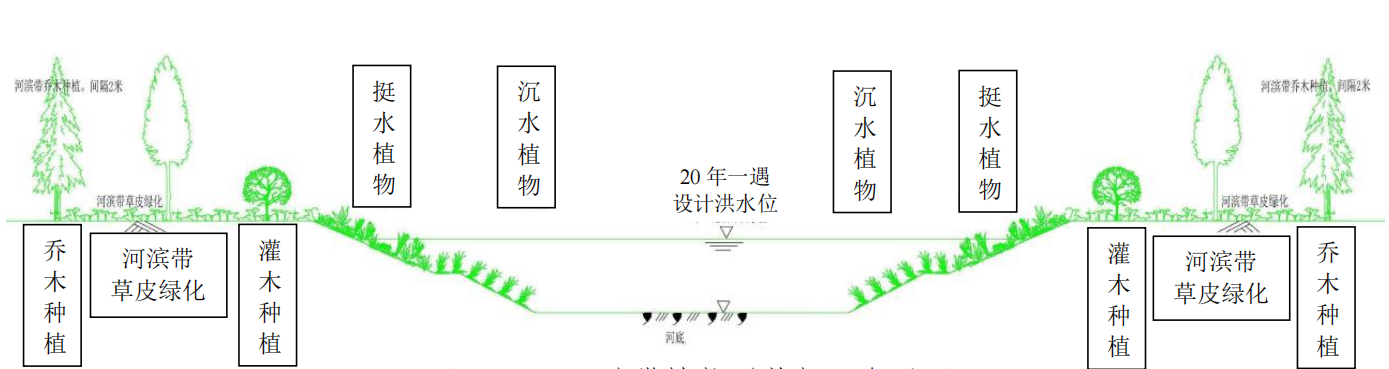 河滨带乔木种植。间隔2米
挺水植物
沉水植物
沉水植物
挺水植物
河滨带乔木种植。间隔2米
20年一遇
设计洪水位
河滨带草皮绿化
河滨带草皮绿化
乔木种植
河滨带
草皮绿化
灌木种植
灌木种植
河滨带
草皮绿化
乔木种植
河底